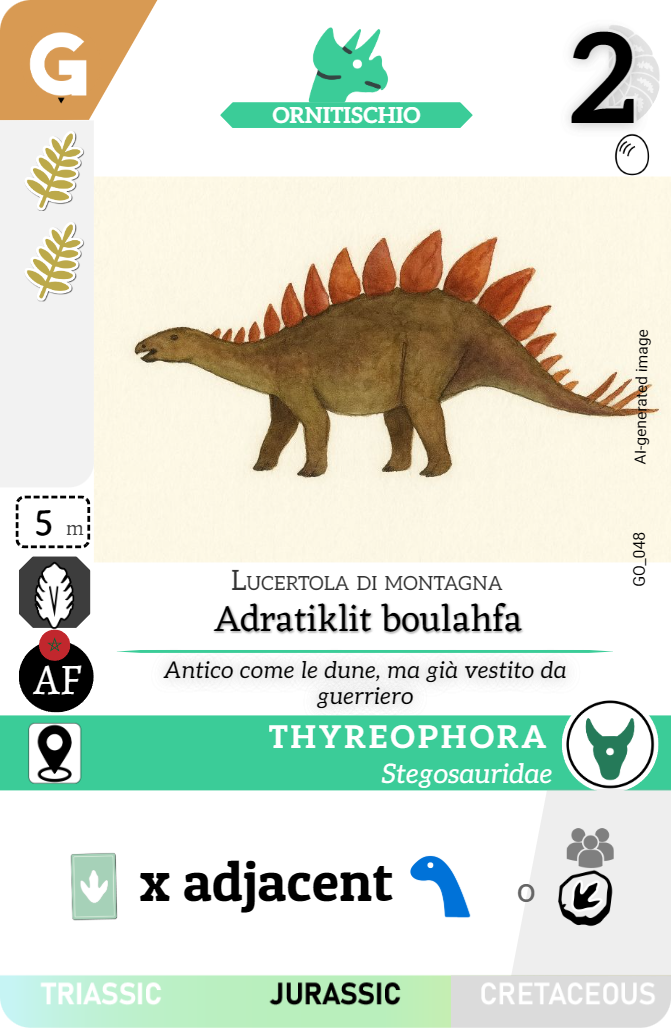 G
ORNITISCHIO
2
AI-generated image
5 m
GO_048
Lucertola di montagna
Adratiklit boulahfa
AF
Antico come le dune, ma già vestito da
guerriero
THYREOPHORA
Stegosauridae
x adjacent
o
TRIASSIC JURASSIC CRETACEOUS